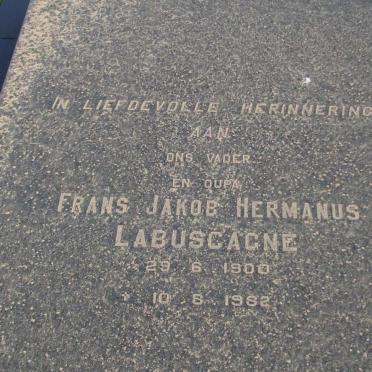 IN LIEFDEVOLLE HERINNERING
AAN
ONS VADER
EN OUPA
FRANS JAKOB HERMANUS
LABUSCAGNE
* 29 6 1900
† 10 8 1982